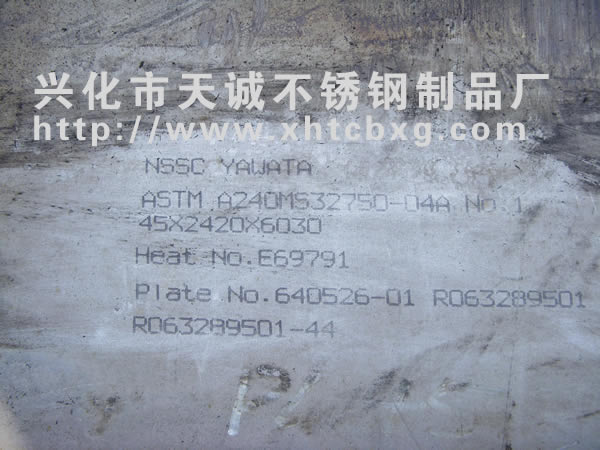 兴化市天诚不锈钢制品厂
http://www.xhtcbxg.com
NSSC YAWATA
ASTM A240MS32750-04A No.1
45X2420X6030
Heat No.E69791
Plate No.640526-01 R063289501
R063289501-44